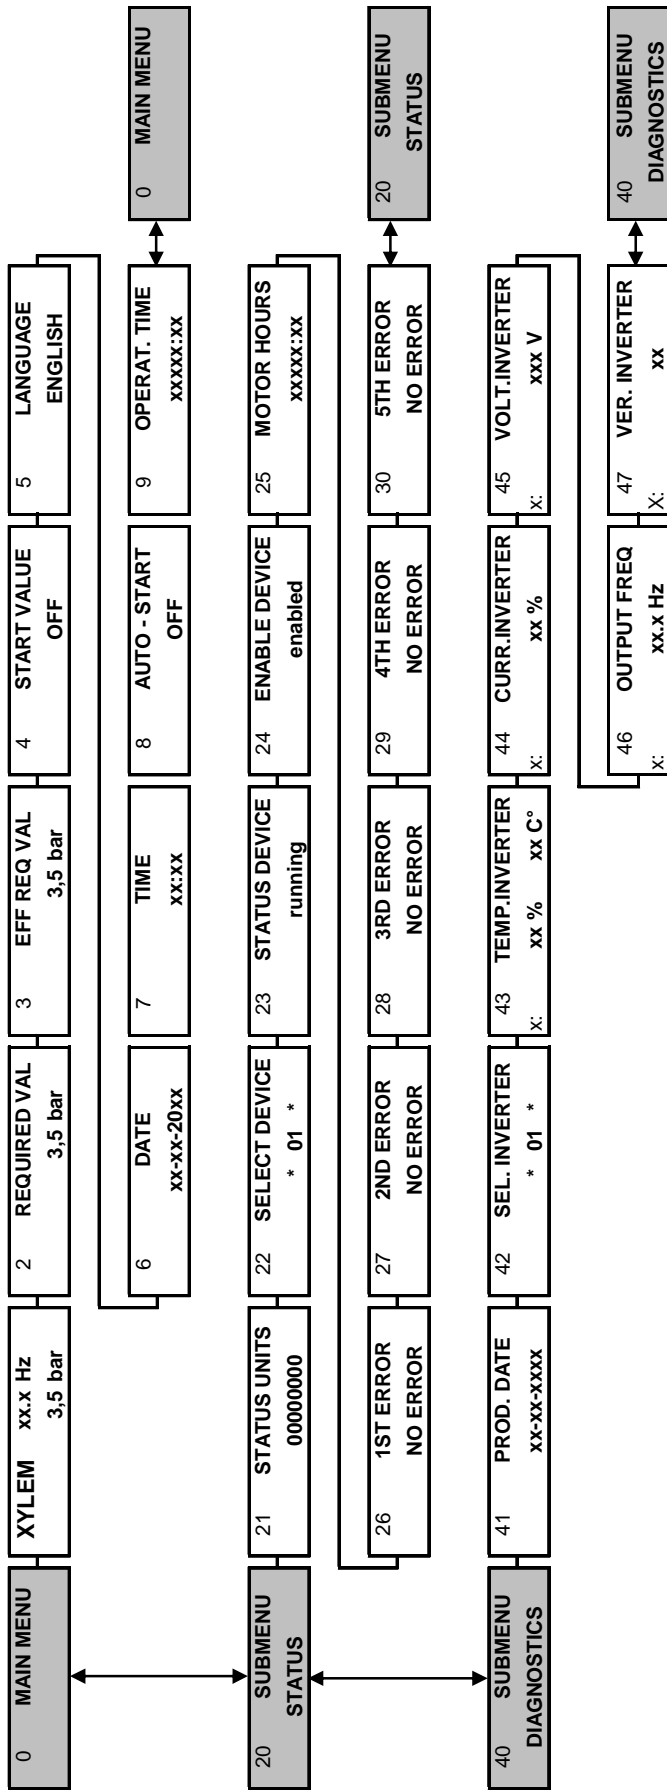 0 MAIN MENU
XYLEM xx.x Hz
3,5 bar
2 REQUIRED VAL
3,5 bar
3 EFF REQ VAL
3,5 bar
4 START VALUE
OFF
5 LANGUAGE
ENGLISH
6 DATE
xx-xx-20xx
7 TIME
xx:xx
8 AUTO - START
OFF
9 OPERAT. TIME
xxxxx:xx
0 MAIN MENU
20 SUBMENU
STATUS
21 STATUS UNITS
00000000
22 SELECT DEVICE
* 01 *
23 STATUS DEVICE
running
24 ENABLE DEVICE
enabled
25 MOTOR HOURS
xxxxx:xx
26 1ST ERROR
NO ERROR
27 2ND ERROR
NO ERROR
28 3RD ERROR
NO ERROR
29 4TH ERROR
NO ERROR
30 5TH ERROR
NO ERROR
20 SUBMENU
STATUS
40 SUBMENU
DIAGNOSTICS
41 PROD. DATE
xx-xx-xxxx
42 SEL. INVERTER
* 01 *
43 TEMP.INVERTER
x: xx % xx C°
44 CURR.INVERTER
x: xx %
45 VOLT.INVERTER
x: xxx V
46 OUTPUT FREQ
x: xx.x Hz
47 VER. INVERTER
X: xx
40 SUBMENU
DIAGNOSTICS